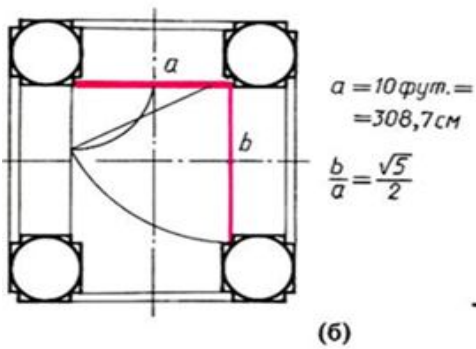 a
a = 10 фут. =
= 308,7 см
b
b/a = √5/2
(б)